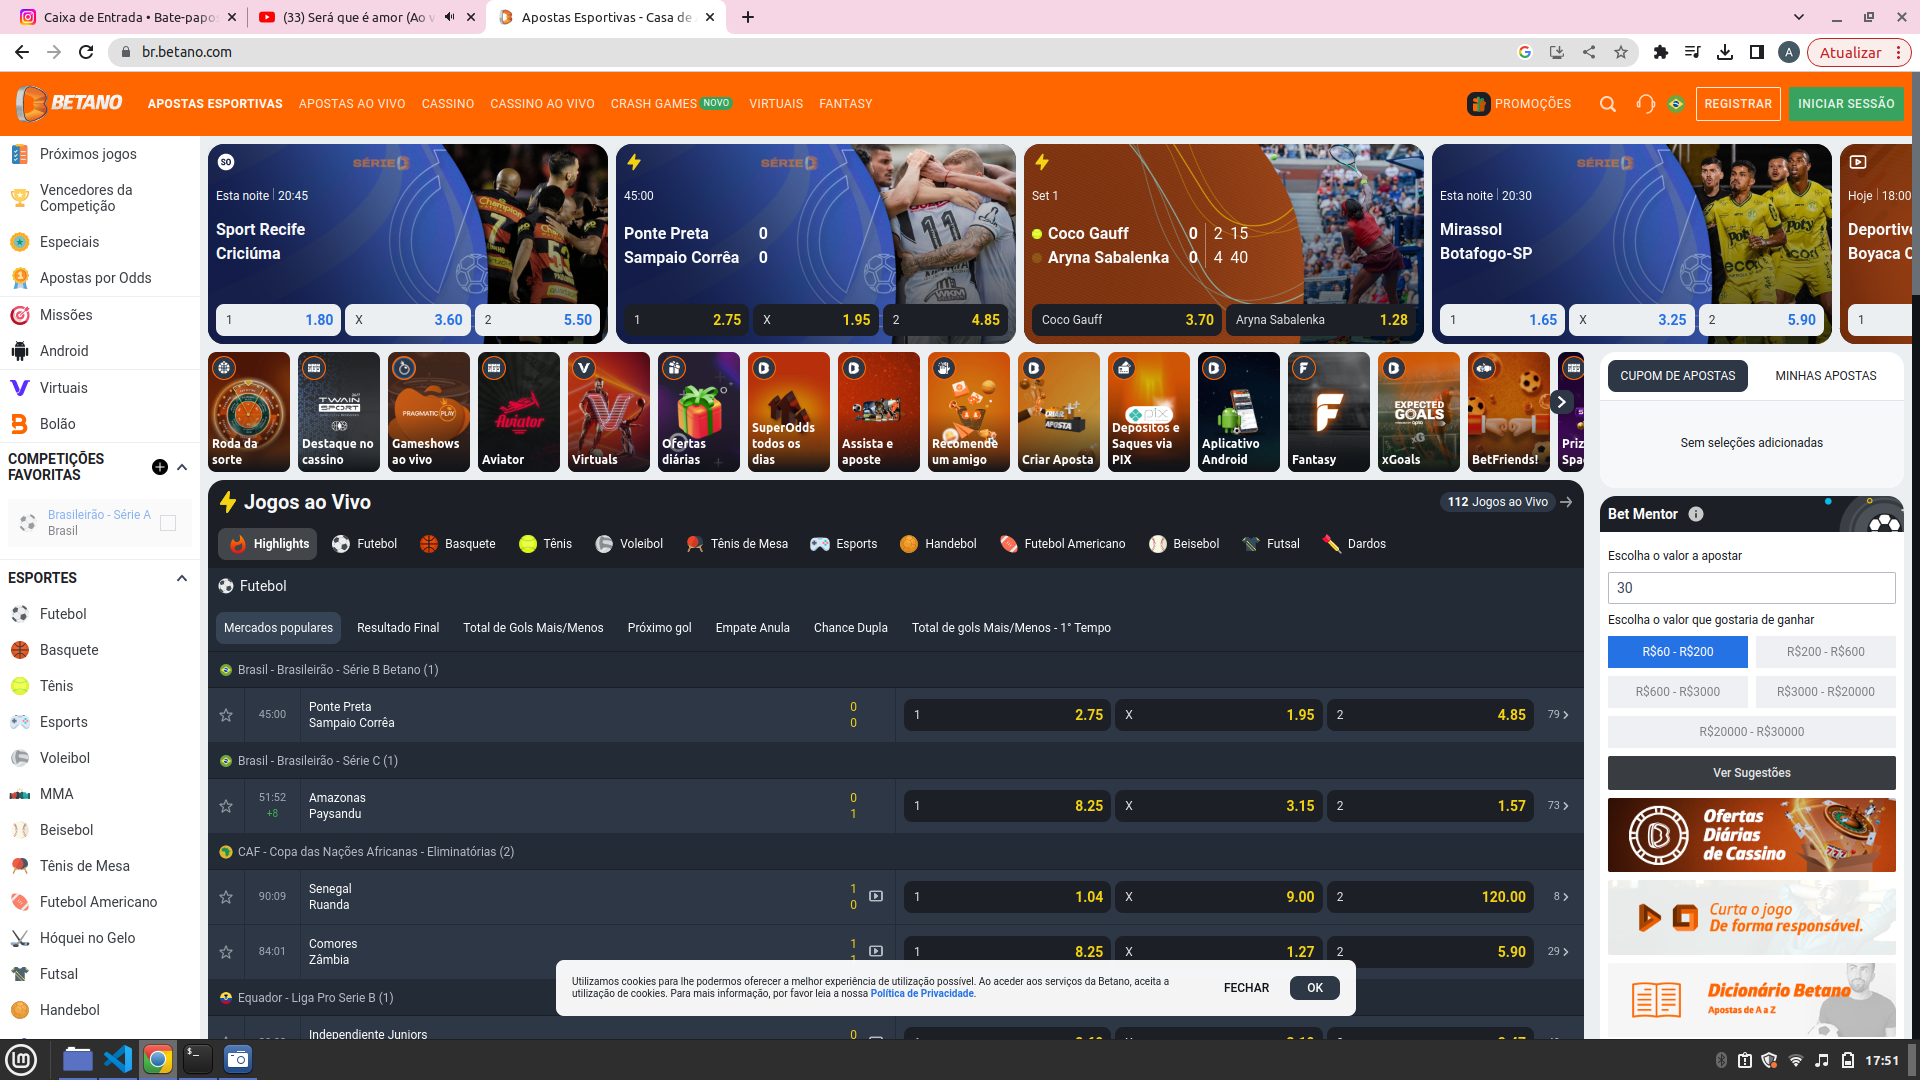 Caixa de Entrada • Bate-papo
(33) Será que é amor (Ao v
Apostas Esportivas - Casa de
br.betano.com
A
Atualizar
BETANO
APOSTAS ESPORTIVAS
APOSTAS AO VIVO
CASSINO
CASSINO AO VIVO
CRASH GAMES NOVO
VIRTUAIS
FANTASY
PROMOÇÕES
REGISTRAR
INICIAR SESSÃO
Próximos jogos
Vencedores da
Competição
Especiais
Apostas por Odds
Missões
Android
Virtuais
Bolão
COMPETIÇÕES
FAVORITAS
Brasileirão - Série A
Brasil
ESPORTES
Futebol
Basquete
Tênis
Esports
Voleibol
MMA
Beisebol
Tênis de Mesa
Futebol Americano
Hóquei no Gelo
Futsal
Handebol
SO
SÉRIE B
Esta noite 20:45
Sport Recife
Criciúma
1 1.80
X 3.60
2 5.50
SÉRIE B
45:00
Ponte Preta 0
Sampaio Corrêa 0
1 2.75
X 1.95
2 4.85
Set 1
Coco Gauff 0 2 15
Aryna Sabalenka 0 4 40
Coco Gauff 3.70
Aryna Sabalenka 1.28
SÉRIE B
Esta noite 20:30
Mirassol
Botafogo-SP
1 1.65
X 3.25
2 5.90
Hoje 18:00
Deportivo
Boyaca C
1
Roda da
sorte
TWAIN
SPORT
Destaque no
cassino
PRAGMATIC PLAY
Gameshows
ao vivo
Aviator
Aviator
Virtuals
Ofertas
diárias
SuperOdds
todos os
dias
Assista e
aposte
Recomende
um amigo
CRIAR
APOSTA
Criar Aposta
pix
Depósitos e
Saques via
PIX
Aplicativo
Android
Fantasy
EXPECTED
GOALS
xG
xGoals
BetFriends!
Priz
Spa
Jogos ao Vivo
112 Jogos ao Vivo
Highlights
Futebol
Basquete
Tênis
Voleibol
Tênis de Mesa
Esports
Handebol
Futebol Americano
Beisebol
Futsal
Dardos
Futebol
Mercados populares
Resultado Final
Total de Gols Mais/Menos
Próximo gol
Empate Anula
Chance Dupla
Total de gols Mais/Menos - 1° Tempo
Brasil - Brasileirão - Série B Betano (1)
45:00
Ponte Preta 0
Sampaio Corrêa 0
1 2.75
X 1.95
2 4.85
79
Brasil - Brasileirão - Série C (1)
51:52
+8
Amazonas 0
Paysandu 1
1 8.25
X 3.15
2 1.57
73
CAF - Copa das Nações Africanas - Eliminatórias (2)
90:09
Senegal 1
Ruanda 0
1 1.04
X 9.00
2 120.00
8
84:01
Comores 1
Zâmbia 1
1 8.25
X 1.27
2 5.90
29
Equador - Liga Pro Serie B (1)
Independiente Juniors 0
Utilizamos cookies para lhe podermos oferecer a melhor experiência de utilização possível. Ao aceder aos serviços da Betano, aceita a
utilização de cookies. Para mais informação, por favor leia a nossa Política de Privacidade.
FECHAR
OK
CUPOM DE APOSTAS
MINHAS APOSTAS
Sem seleções adicionadas
Bet Mentor
Escolha o valor a apostar
30
Escolha o valor que gostaria de ganhar
R$60 - R$200
R$200 - R$600
R$600 - R$3000
R$3000 - R$20000
R$20000 - R$30000
Ver Sugestões
Ofertas
Diárias
de Cassino
Curta o jogo
De forma responsável.
Dicionário Betano
Apostas de A a Z
17:51